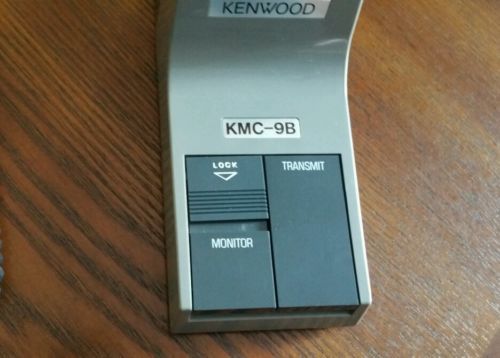 KENWOOD
KMC-9B
LOCK
TRANSMIT
MONITOR